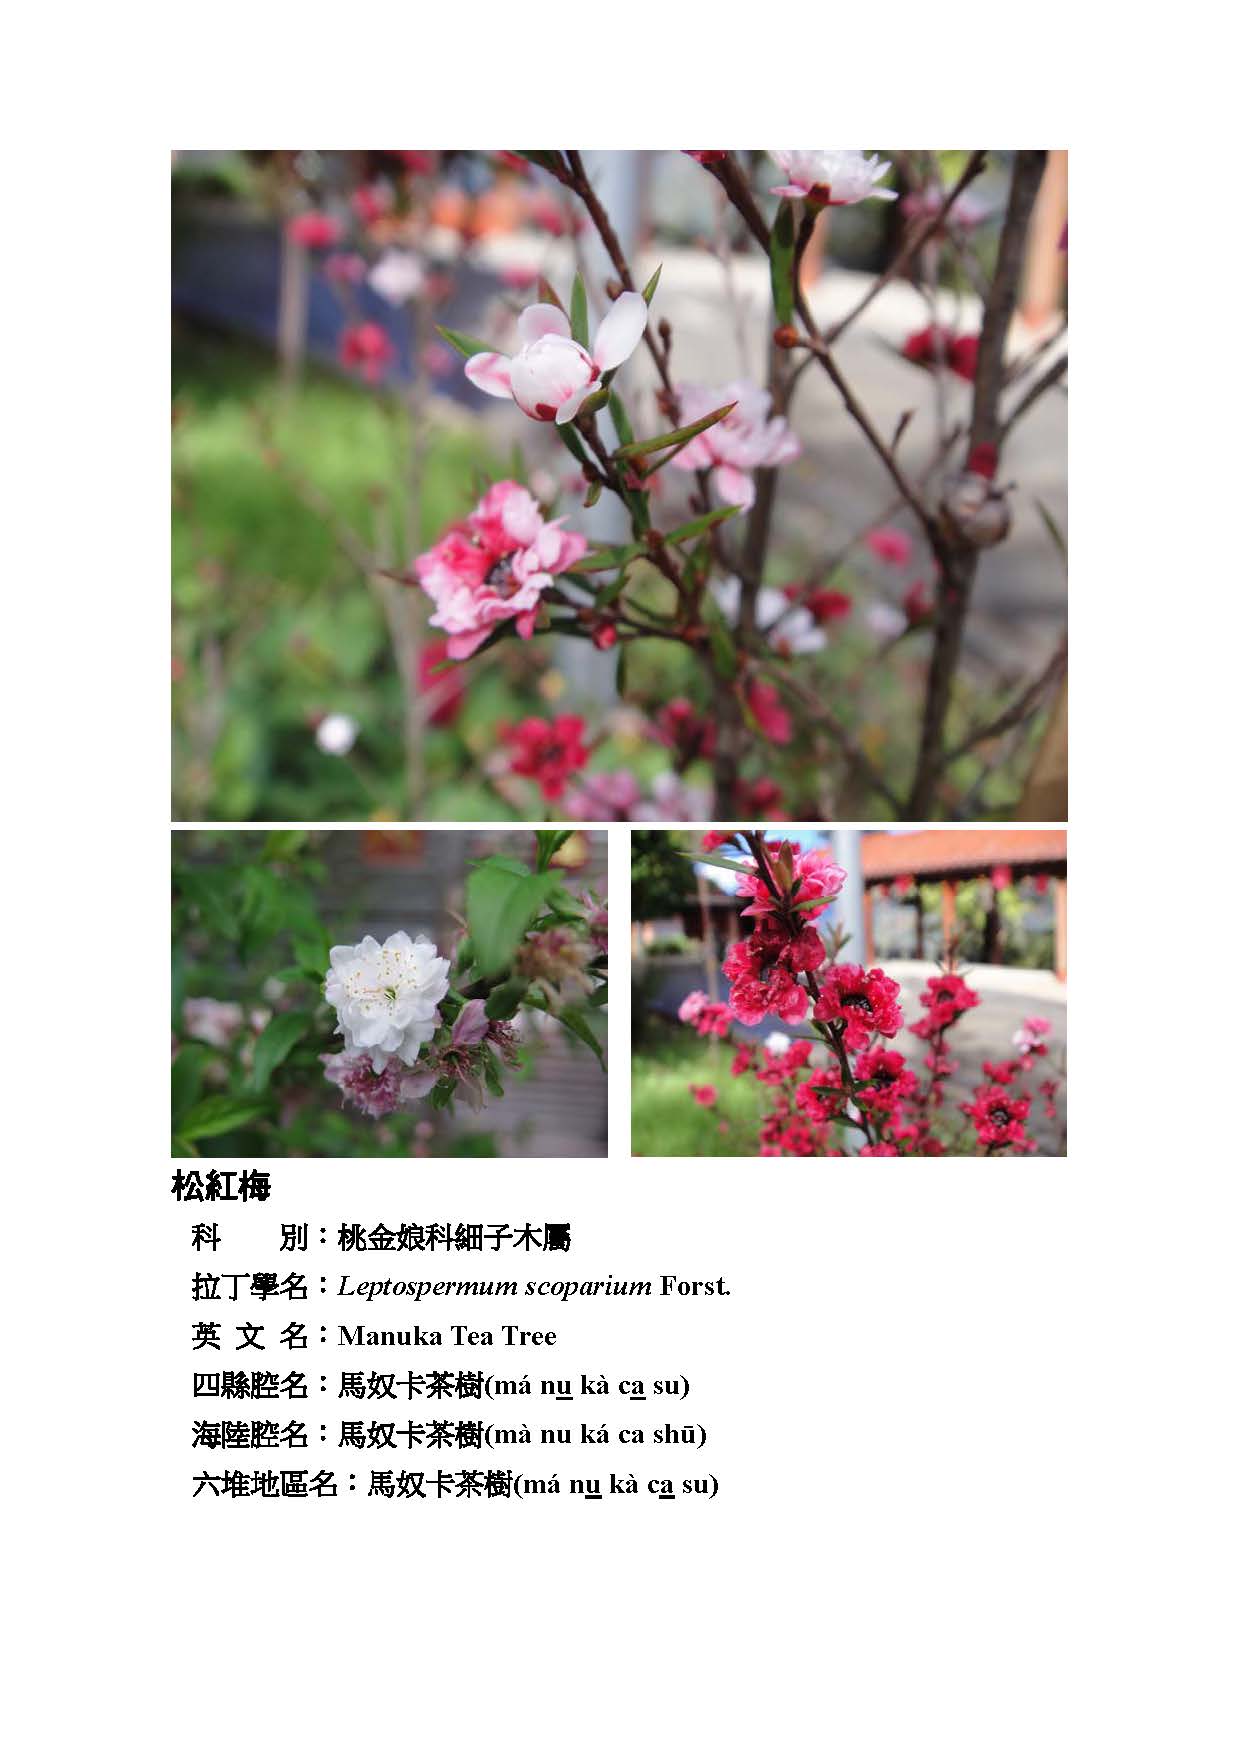 松紅梅
科　　別：桃金娘科細子木屬
拉丁學名：Leptospermum scoparium Forst.
英 文 名：Manuka Tea Tree
四縣腔名：馬奴卡茶樹(má nu kà ca su)
海陸腔名：馬奴卡茶樹(mà nu ká ca shū)
六堆地區名：馬奴卡茶樹(má nu kà ca su)